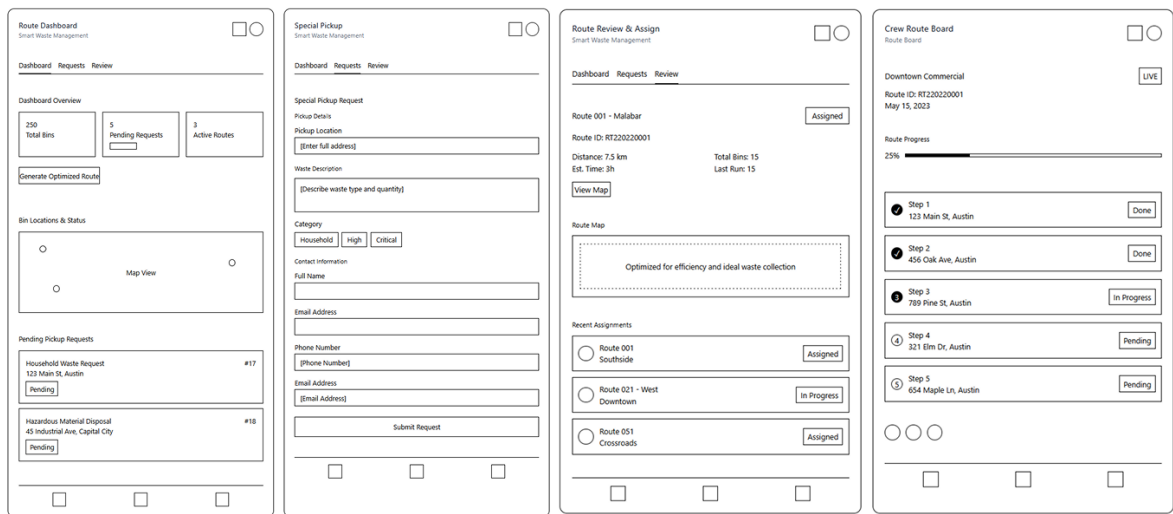 Route Dashboard
Smart Waste Management
Dashboard Requests Review
Dashboard Overview
250
Total Bins
5
Pending Requests
3
Active Routes
Generate Optimized Route
Bin Locations & Status
Map View
Pending Pickup Requests
Household Waste Request #17
123 Main St, Austin
Pending
Hazardous Material Disposal #18
45 Industrial Ave, Capital City
Pending
Special Pickup
Smart Waste Management
Dashboard Requests Review
Special Pickup Request
Pickup Details
Pickup Location
[Enter full address]
Waste Description
[Describe waste type and quantity]
Category
Household High Critical
Contact Information
Full Name
Email Address
Phone Number
[Phone Number]
Email Address
[Email Address]
Submit Request
Route Review & Assign
Smart Waste Management
Dashboard Requests Review
Route 001 - Malabar Assigned
Route ID: RT220220001
Distance: 7.5 km Total Bins: 15
Est. Time: 3h Last Run: 15
View Map
Route Map
Optimized for efficiency and ideal waste collection
Recent Assignments
Route 001
Southside
Assigned
Route 021 - West
Downtown
In Progress
Route 051
Crossroads
Assigned
Crew Route Board
Route Board
Downtown Commercial LIVE
Route ID: RT220220001
May 15, 2023
Route Progress
25%
✓ Step 1
123 Main St, Austin
Done
✓ Step 2
456 Oak Ave, Austin
Done
3 Step 3
789 Pine St, Austin
In Progress
4 Step 4
321 Elm Dr, Austin
Pending
5 Step 5
654 Maple Ln, Austin
Pending